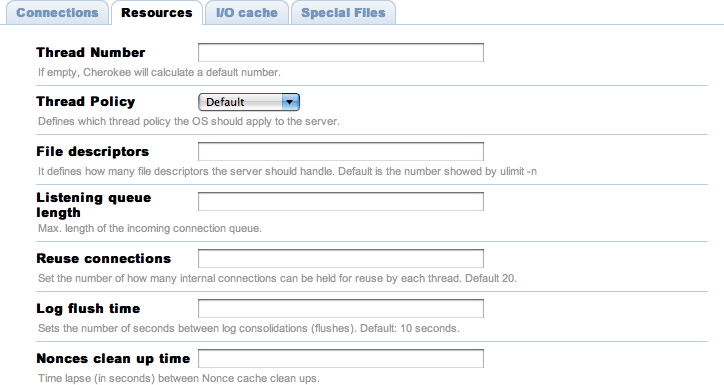 Connections Resources I/O cache Special Files
Thread Number
If empty, Cherokee will calculate a default number.
Thread Policy Default
Defines which thread policy the OS should apply to the server.
File descriptors
It defines how many file descriptors the server should handle. Default is the number showed by ulimit -n
Listening queue
length
Max. length of the incoming connection queue.
Reuse connections
Set the number of how many internal connections can be held for reuse by each thread. Default 20.
Log flush time
Sets the number of seconds between log consolidations (flushes). Default: 10 seconds.
Nonces clean up time
Time lapse (in seconds) between Nonce cache clean ups.